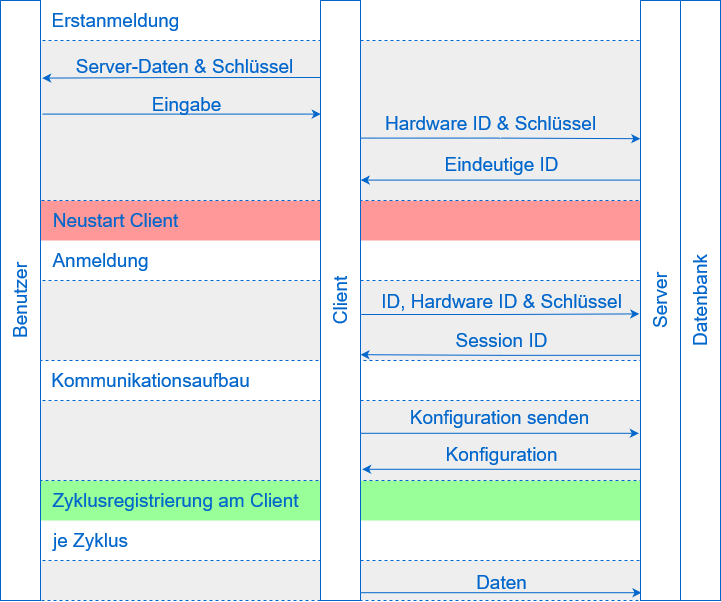 Erstanmeldung
Server-Daten & Schlüssel
Eingabe
Hardware ID & Schlüssel
Eindeutige ID
Neustart Client
Anmeldung
ID, Hardware ID & Schlüssel
Session ID
Kommunikationsaufbau
Konfiguration senden
Konfiguration
Zyklusregistrierung am Client
je Zyklus
Daten
Benutzer
Client
Server
Datenbank